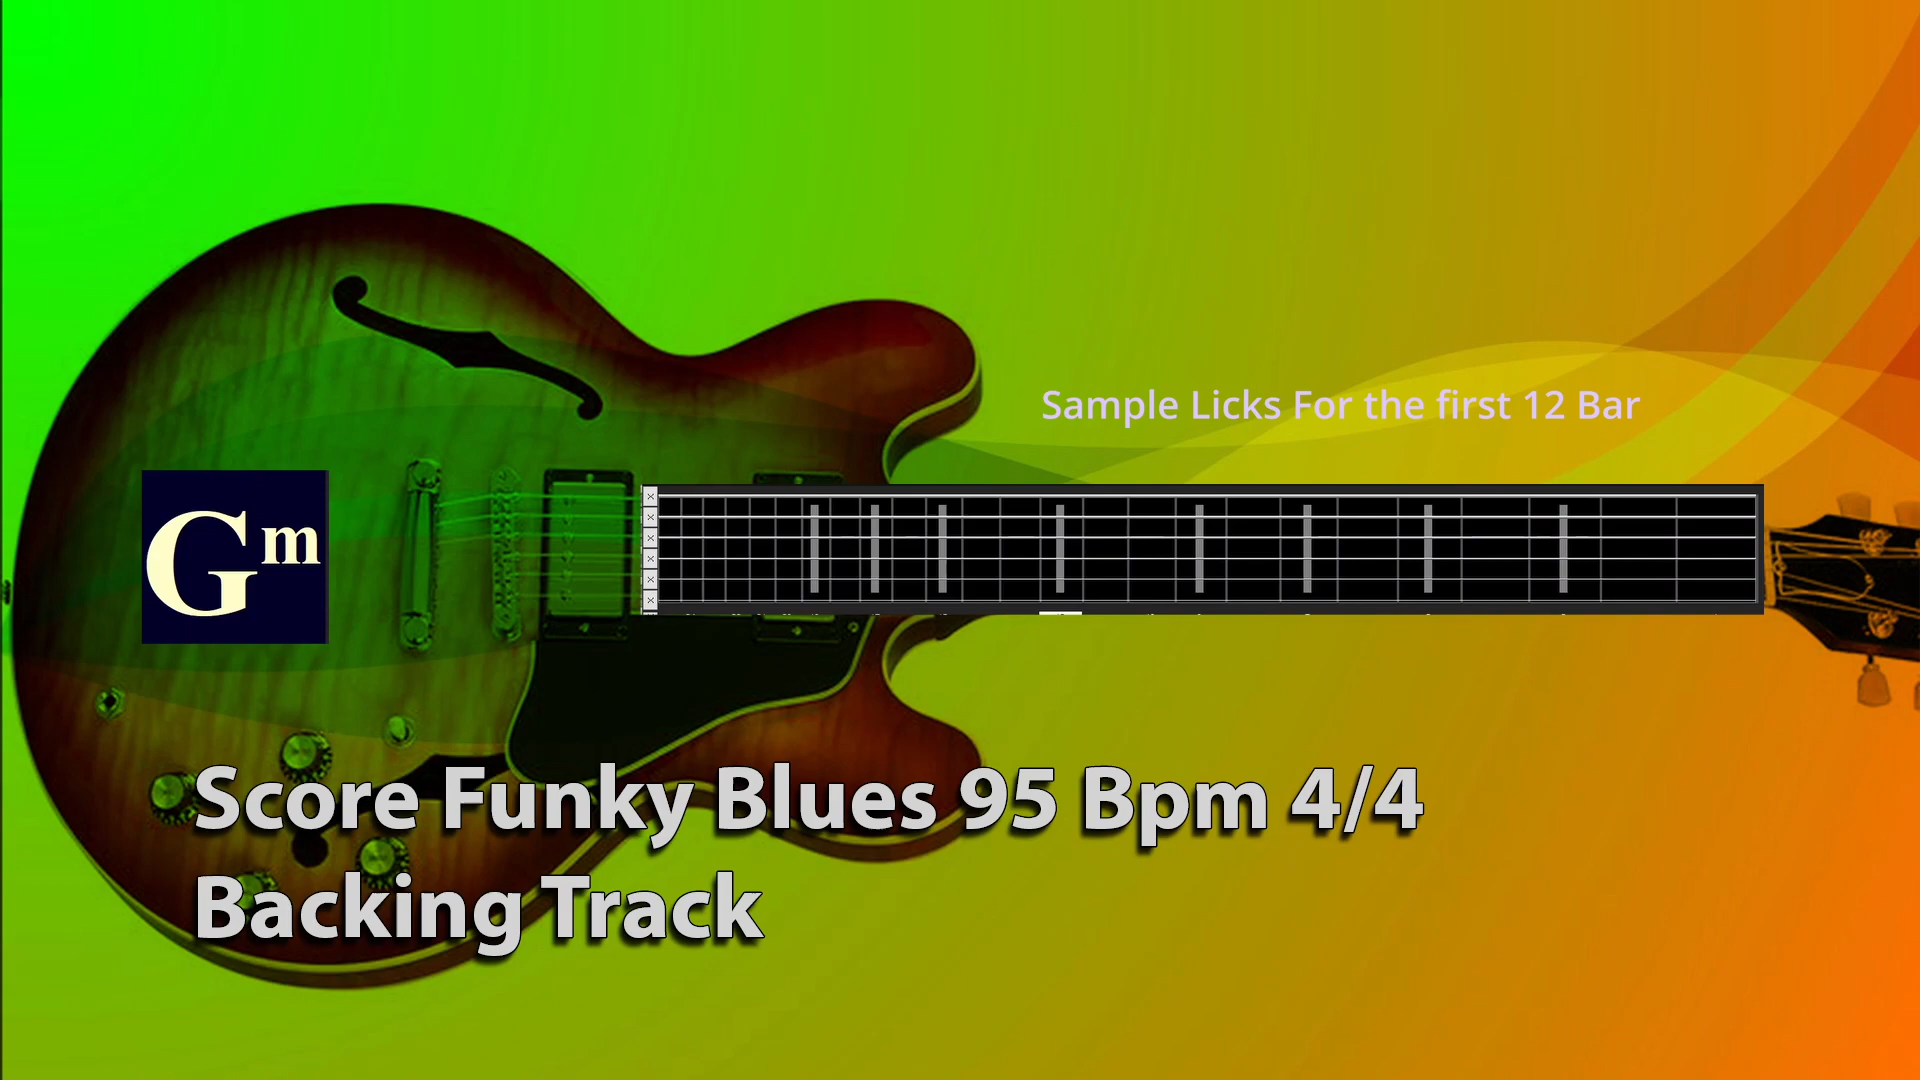 Sample Licks For the first 12 Bar
Gm
Score Funky Blues 95 Bpm 4/4
Backing Track